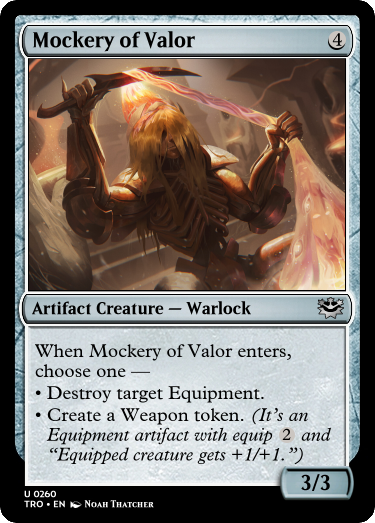 Mockery of Valor 4
Artifact Creature — Warlock
When Mockery of Valor enters,
choose one —
• Destroy target Equipment.
• Create a Weapon token. (It's an
Equipment artifact with equip 2 and
“Equipped creature gets +1/+1.”)
3/3
U 0260
TRO • EN Noah Thatcher